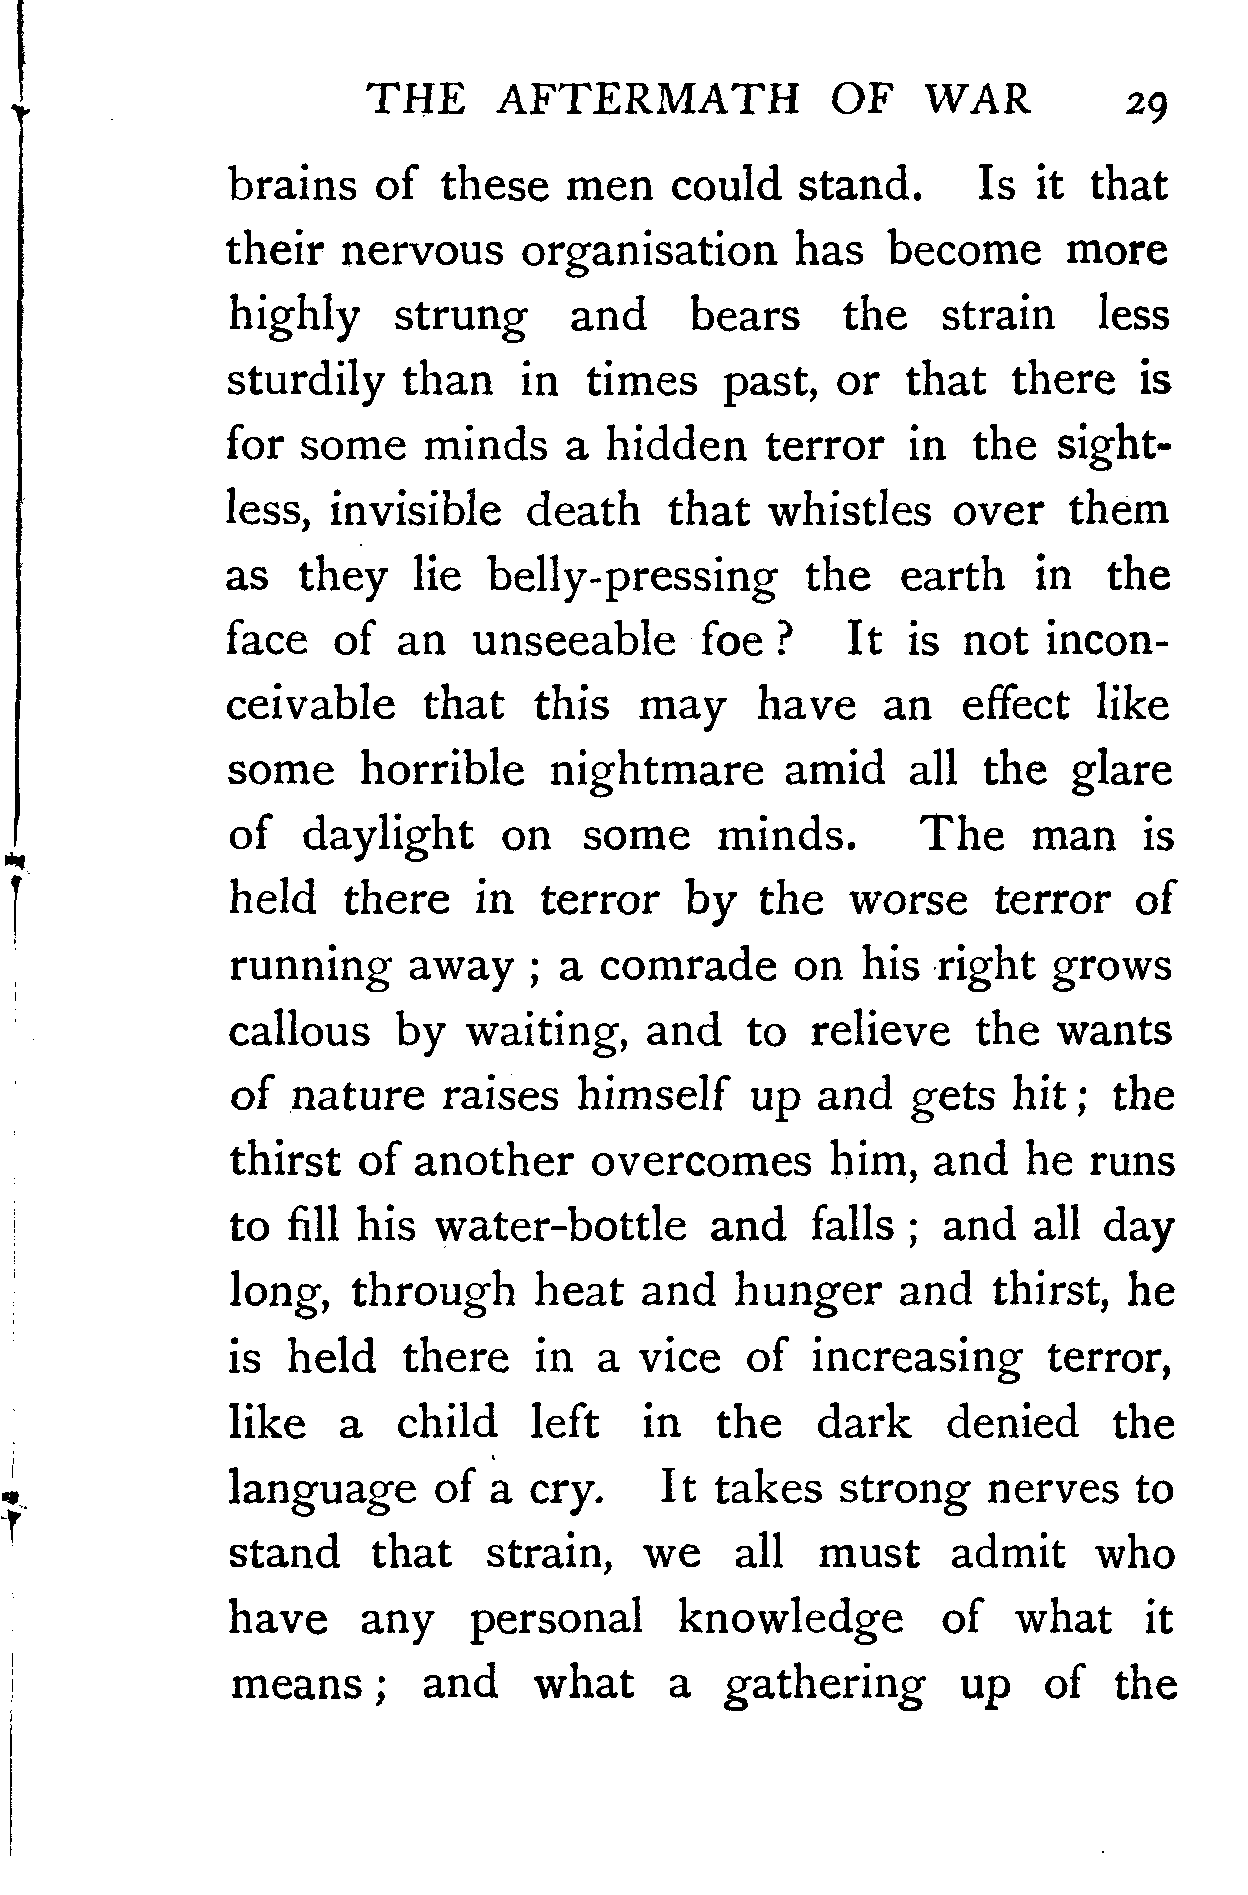 THE AFTERMATH OF WAR 29
brains of these men could stand. Is it that
their nervous organisation has become more
highly strung and bears the strain less
sturdily than in times past, or that there is
for some minds a hidden terror in the sight-
less, invisible death that whistles over them
as they lie belly-pressing the earth in the
face of an unseeable foe ? It is not incon-
ceivable that this may have an effect like
some horrible nightmare amid all the glare
of daylight on some minds. The man is
held there in terror by the worse terror of
running away ; a comrade on his right grows
callous by waiting, and to relieve the wants
of nature raises himself up and gets hit ; the
thirst of another overcomes him, and he runs
to fill his water-bottle and falls ; and all day
long, through heat and hunger and thirst, he
is held there in a vice of increasing terror,
like a child left in the dark denied the
language of a cry. It takes strong nerves to
stand that strain, we all must admit who
have any personal knowledge of what it
means ; and what a gathering up of the